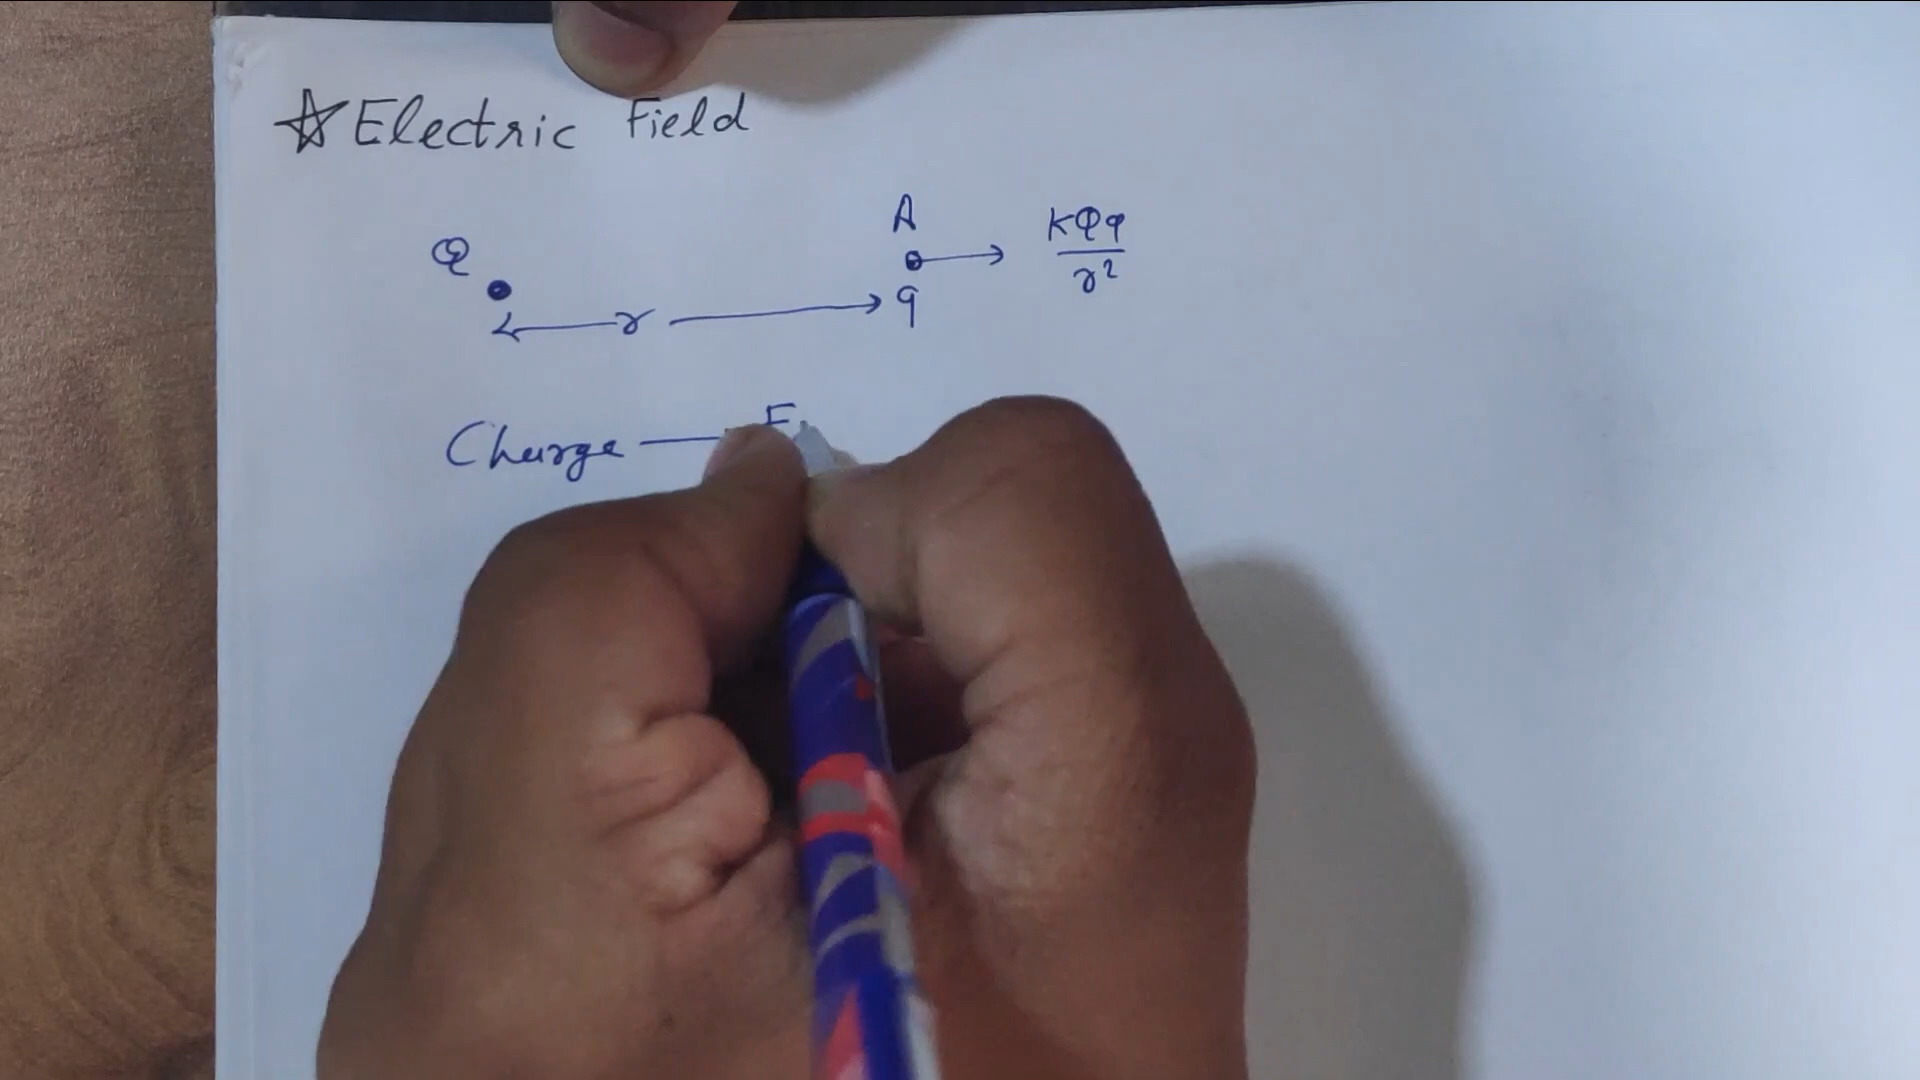 ☆ Electric Field
A
Q
kQq
r²
r
q
Charge